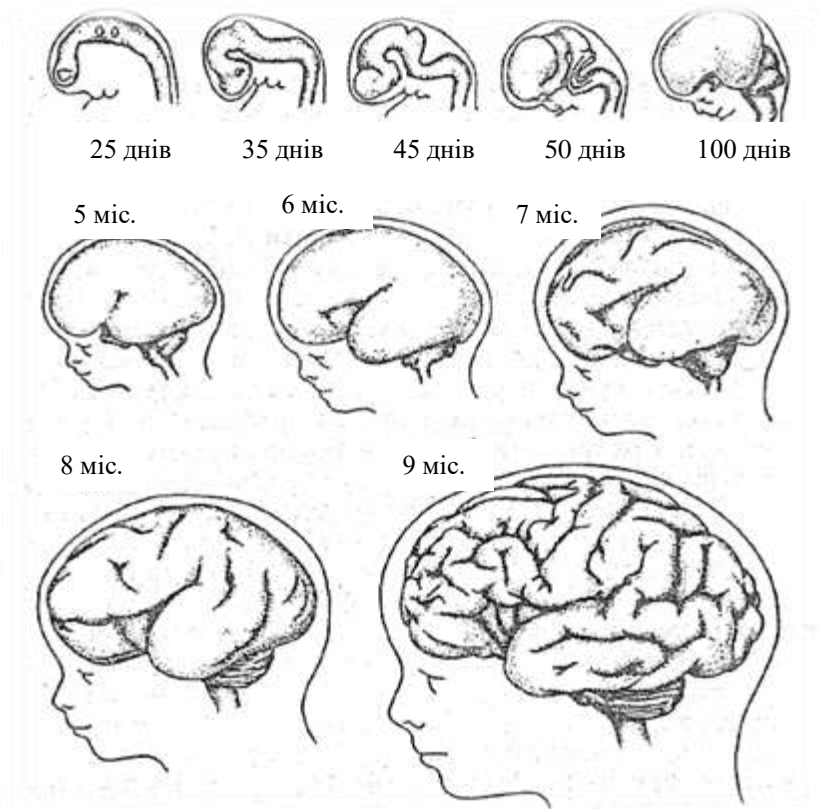 25 днів 35 днів 45 днів 50 днів 100 днів
5 міс. 6 міс. 7 міс.
8 міс. 9 міс.